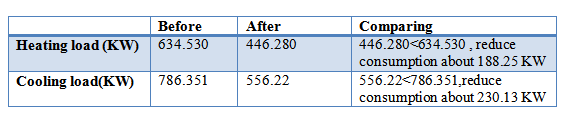 Before After Comparing
Heating load (KW) 634.530 446.280 446.280<634.530 , reduce
consumption about 188.25 KW
Cooling load(KW) 786.351 556.22 556.22<786.351,reduce
consumption about 230.13 KW